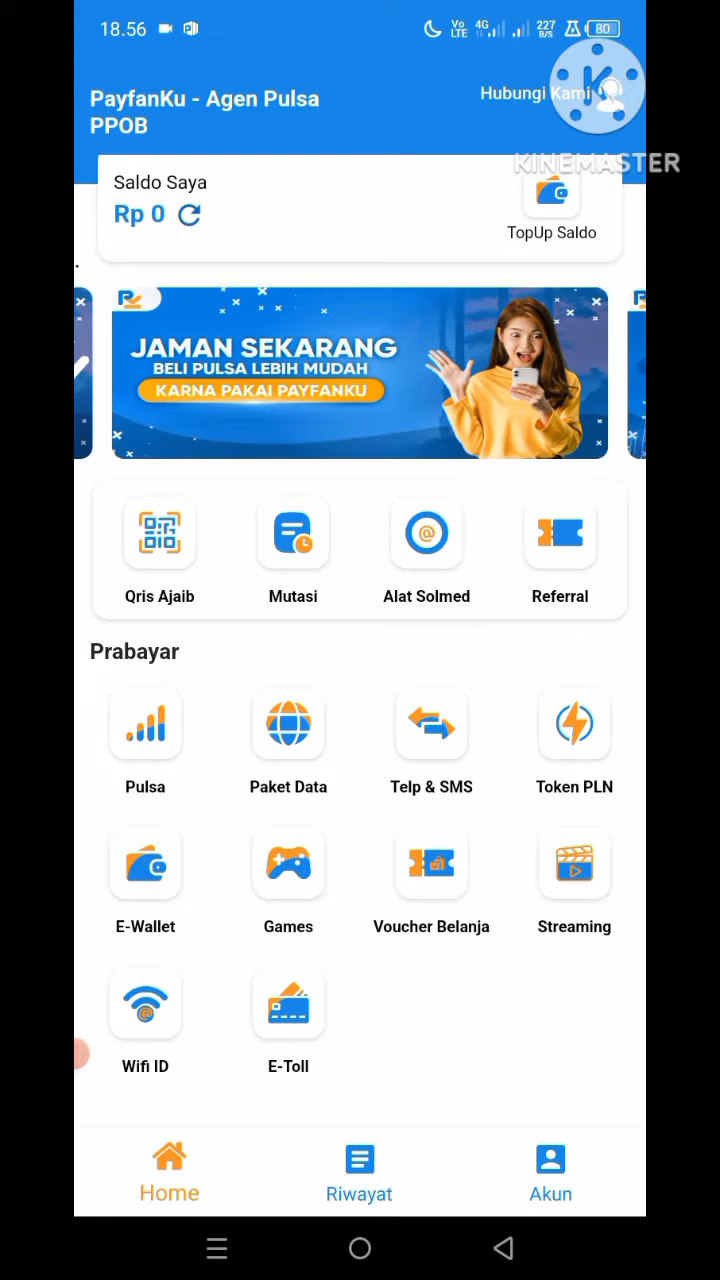 18.56
Vo LTE 4G 227 B/S 80
PayfanKu - Agen Pulsa
PPOB
Hubungi Kami
KINEMASTER
Saldo Saya
Rp 0
TopUp Saldo
JAMAN SEKARANG
BELI PULSA LEBIH MUDAH
KARNA PAKAI PAYFANKU
Qris Ajaib
Mutasi
Alat Solmed
Referral
Prabayar
Pulsa
Paket Data
Telp & SMS
Token PLN
E-Wallet
Games
Voucher Belanja
Streaming
Wifi ID
E-Toll
Home
Riwayat
Akun